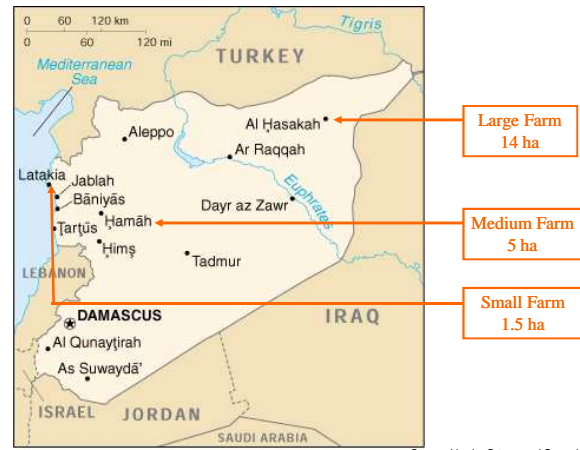 0 60 120 km
0 60 120 mi
Tigris
TURKEY
Mediterranean
Sea
Aleppo
Al Ḩasakah
Ar Raqqah
Large Farm
14 ha
Latakia
Jablah
Bāniyās
Euphrates
Dayr az Zawr
Ḩamāh
Medium Farm
5 ha
Ţarţūs
Ḩimş
Tadmur
LEBANON
Small Farm
1.5 ha
DAMASCUS
IRAQ
Al Qunayţirah
As Suwaydā'
ISRAEL
JORDAN
SAUDI ARABIA